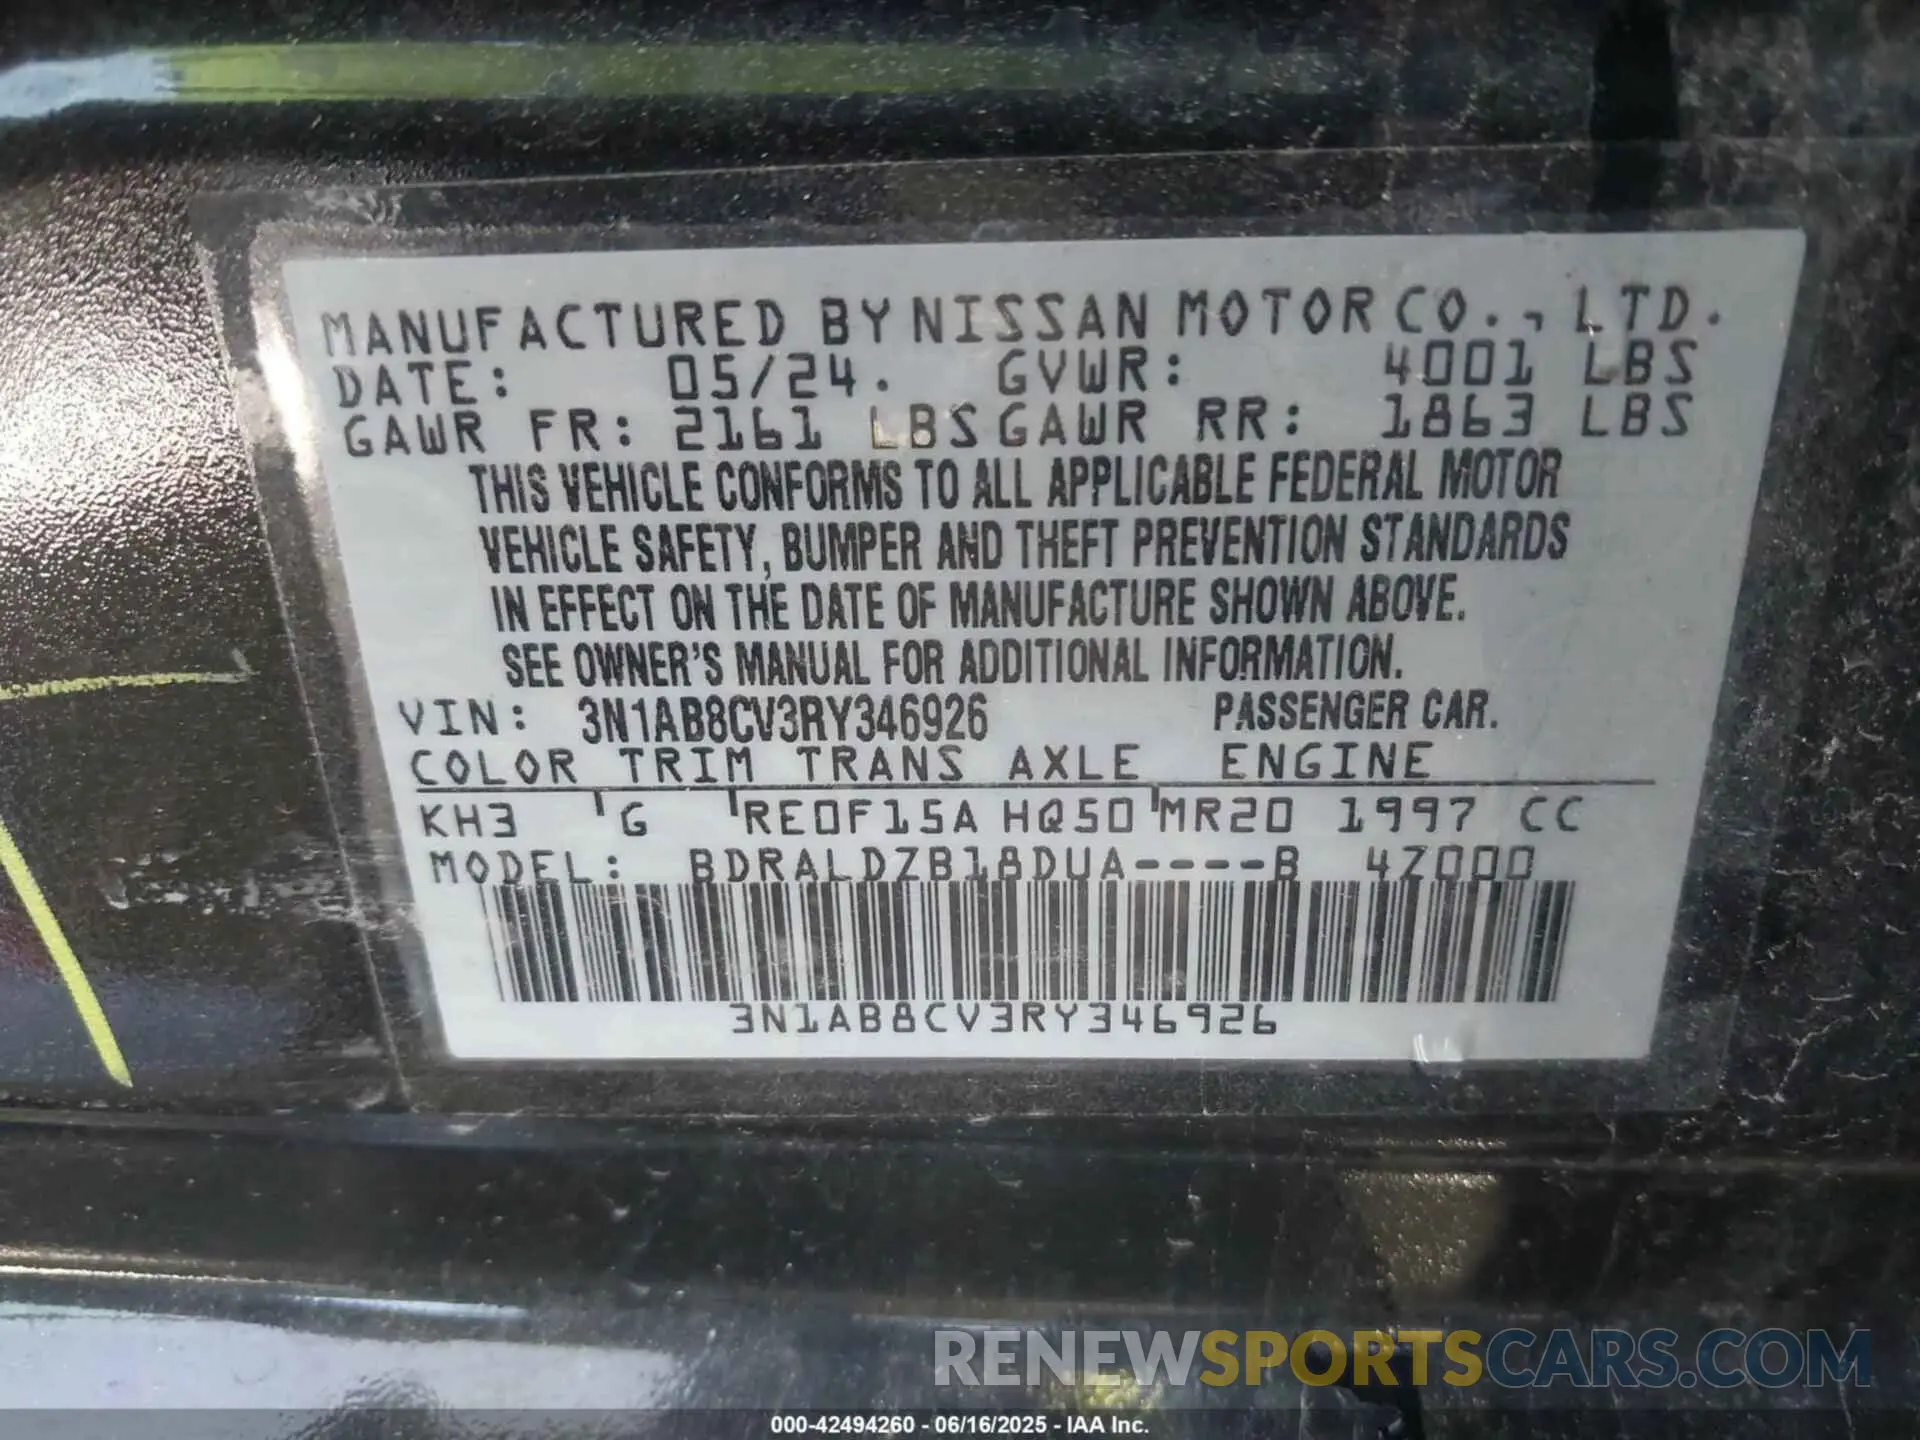 MANUFACTURED BY NISSAN MOTOR CO., LTD.
DATE: 05/24. GVWR: 4001 LBS
GAWR FR: 2161 LBS GAWR RR: 1863 LBS
THIS VEHICLE CONFORMS TO ALL APPLICABLE FEDERAL MOTOR
VEHICLE SAFETY, BUMPER AND THEFT PREVENTION STANDARDS
IN EFFECT ON THE DATE OF MANUFACTURE SHOWN ABOVE.
SEE OWNER'S MANUAL FOR ADDITIONAL INFORMATION.
VIN: 3N1AB8CV3RY346926 PASSENGER CAR.
COLOR TRIM TRANS AXLE ENGINE
KH3 G RE0F15A HQ50 MR20 1997 CC
MODEL: BDRALDZB18DUA----B 4Z000
3N1AB8CV3RY346926
RENEWSPORTSCARS.COM
000-42494260 - 06/16/2025 - IAA Inc.